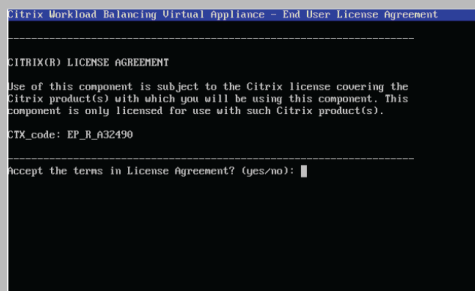 Citrix Workload Balancing Virtual Appliance - End User License Agreement
--------------------------------------------------------------------
CITRIX(R) LICENSE AGREEMENT
Use of this component is subject to the Citrix license covering the
Citrix product(s) with which you will be using this component. This
component is only licensed for use with such Citrix product(s).
CTX_code: EP_R_A32490
--------------------------------------------------------------------
Accept the terms in License Agreement? (yes/no):